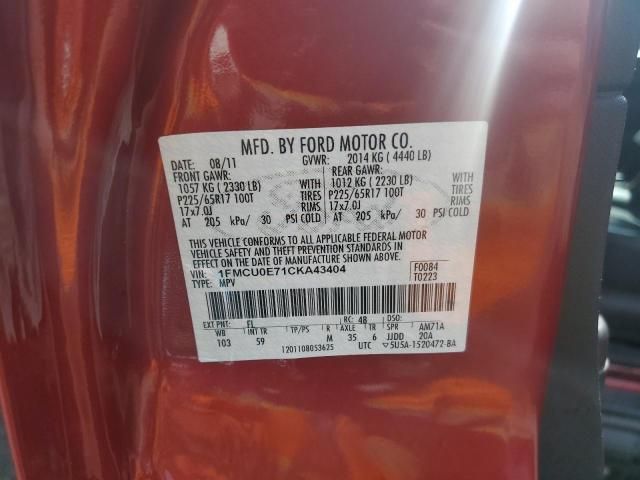 MFD. BY FORD MOTOR CO.
DATE: 08/11 GVWR: 2014 KG ( 4440 LB)
FRONT GAWR: REAR GAWR:
1057 KG ( 2330 LB) WITH 1012 KG ( 2230 LB) WITH
P225/65R17 100T TIRES P225/65R17 100T TIRES
17x7.0J RIMS 17x7.0J RIMS
AT 205 kPa/ 30 PSI COLD AT 205 kPa/ 30 PSI COLD
THIS VEHICLE CONFORMS TO ALL APPLICABLE FEDERAL MOTOR
VEHICLE SAFETY AND THEFT PREVENTION STANDARDS IN
EFFECT ON THE DATE OF MANUFACTURE SHOWN ABOVE.
VIN: 1FMCU0E71CKA43404 F0084
TYPE: MPV T0223
EXT PNT: FL RC: 48 DSO:
WB INT TR TP/PS R AXLE TR SPR AM71A
103 59 M 35 6 JJDD 20A
1201108053625 UTC 5U5A-1520472-BA